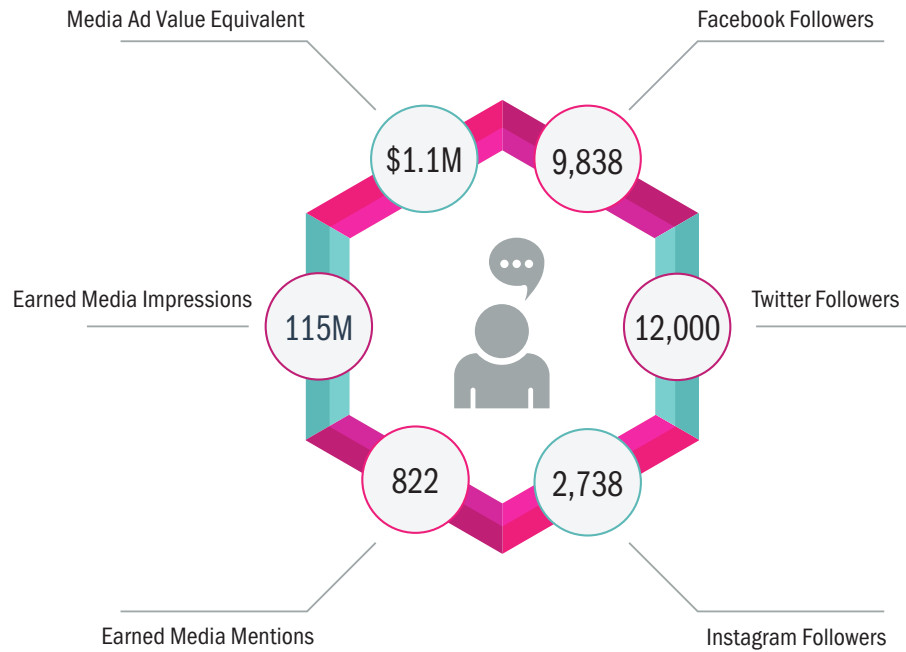 Media Ad Value Equivalent
Facebook Followers
$1.1M
9,838
Earned Media Impressions
115M
12,000
Twitter Followers
822
2,738
Earned Media Mentions
Instagram Followers